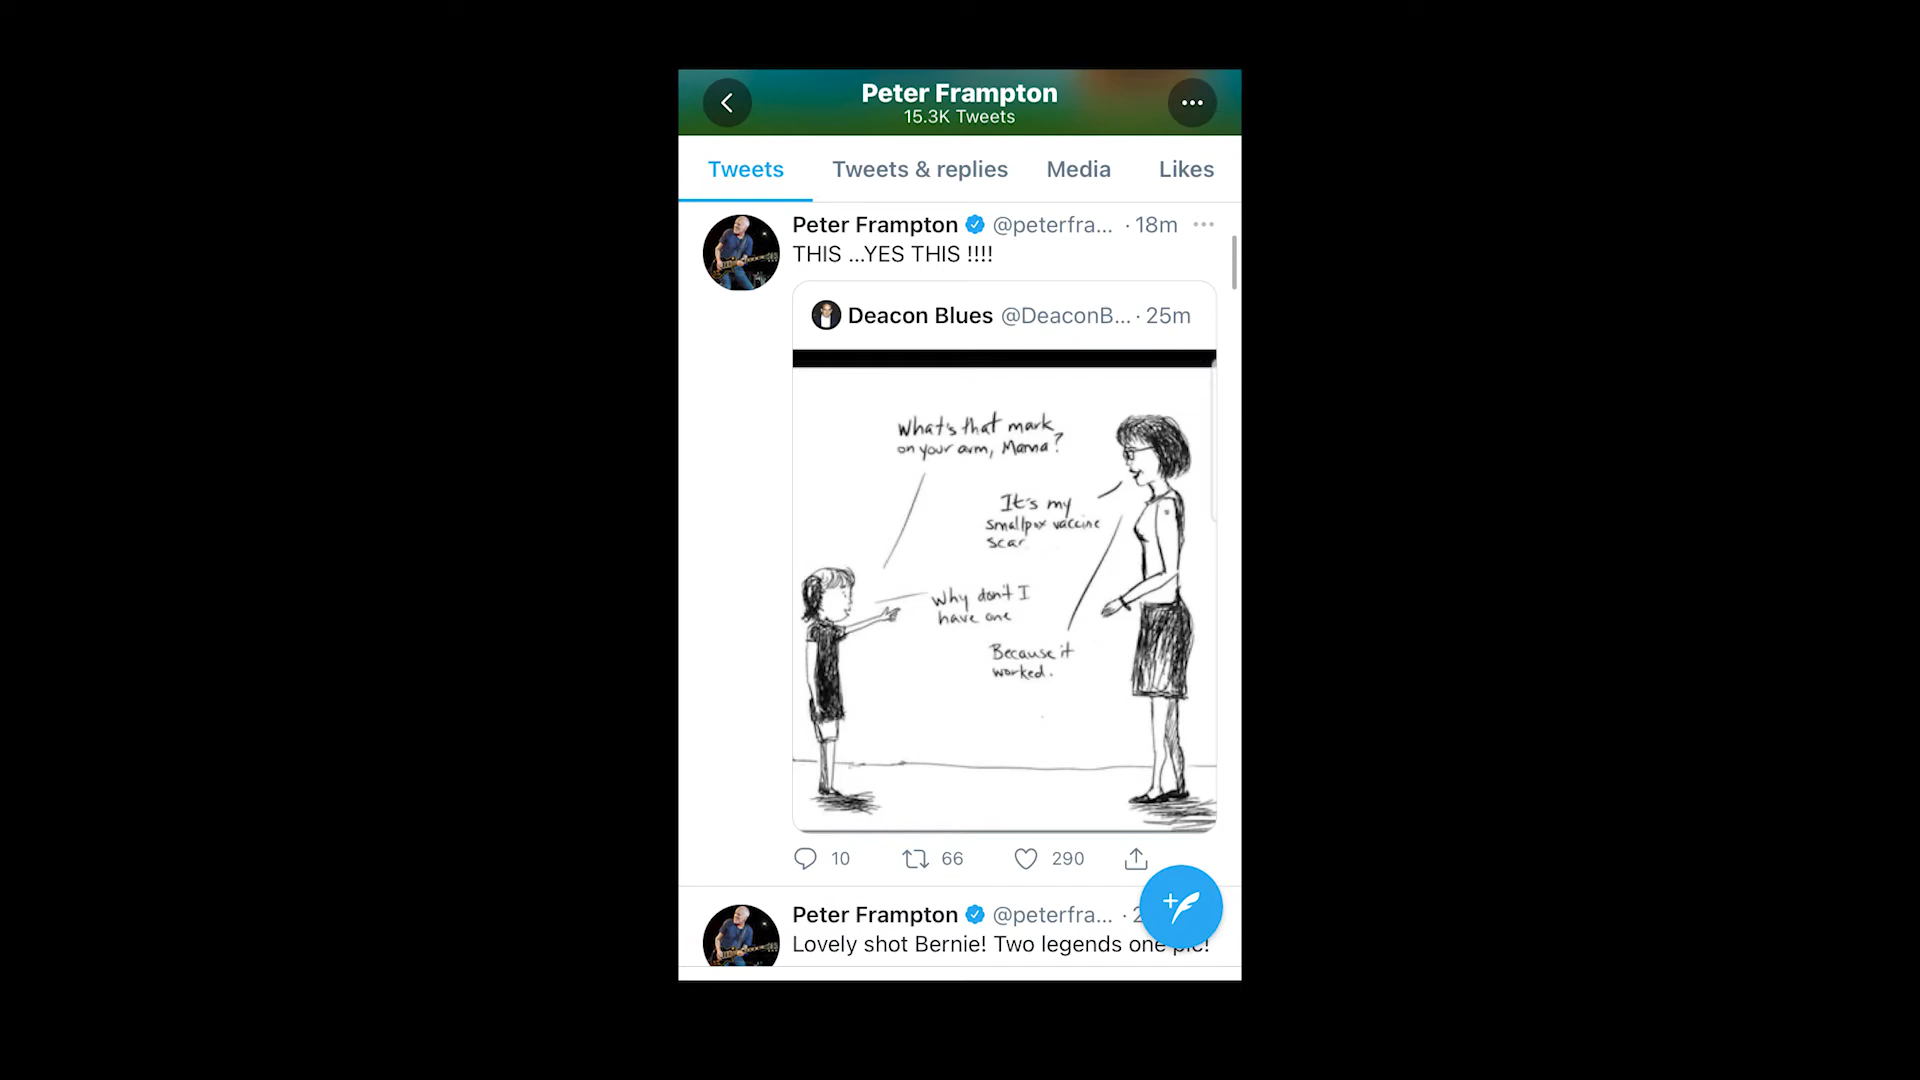 Peter Frampton
15.3K Tweets
Tweets Tweets & replies Media Likes
Peter Frampton @peterfra... · 18m
THIS ...YES THIS !!!!
Deacon Blues @DeaconB... · 25m
What's that mark
on your arm, Mama?
It's my
smallpox vaccine
scar
Why don't I
have one
Because it
worked.
10 66 290
Peter Frampton @peterfra... · 2
Lovely shot Bernie! Two legends one pic!